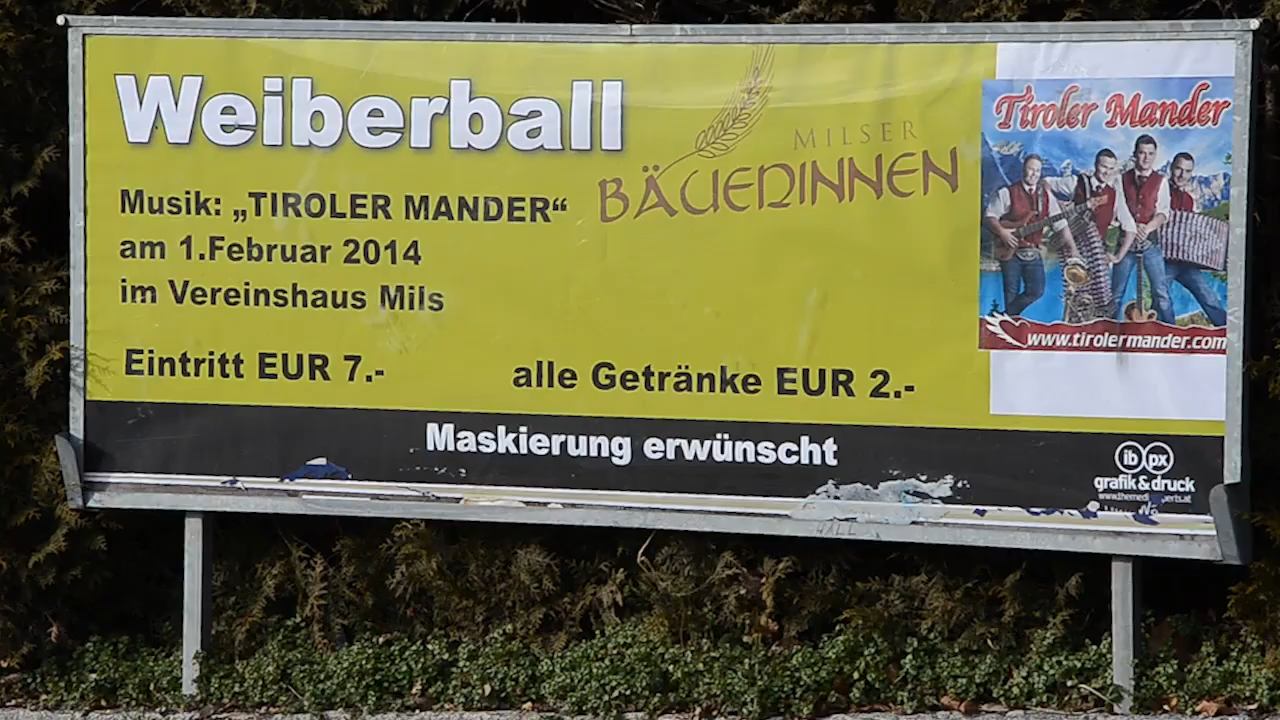 Weiberball
MILSER
BÄUERINNEN
Musik: „TIROLER MANDER“
am 1.Februar 2014
im Vereinshaus Mils
Eintritt EUR 7.-
alle Getränke EUR 2.-
Maskierung erwünscht
Tiroler Mander
www.tirolermander.com
ib px
grafik & druck